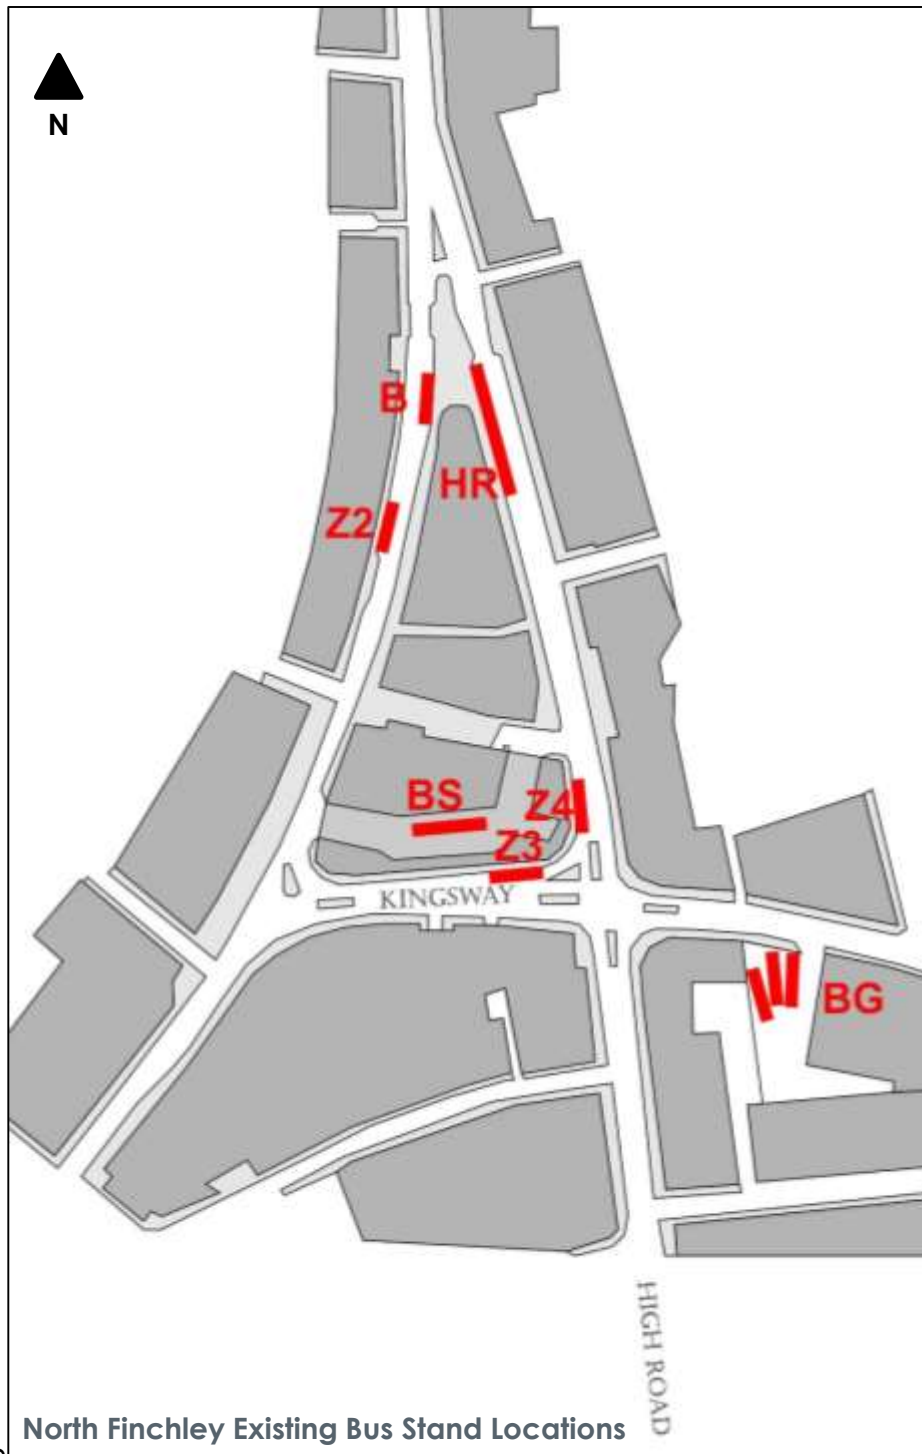 N
B
HR
Z2
BS
Z4
Z3
KINGSWAY
BG
HIGH ROAD
North Finchley Existing Bus Stand Locations